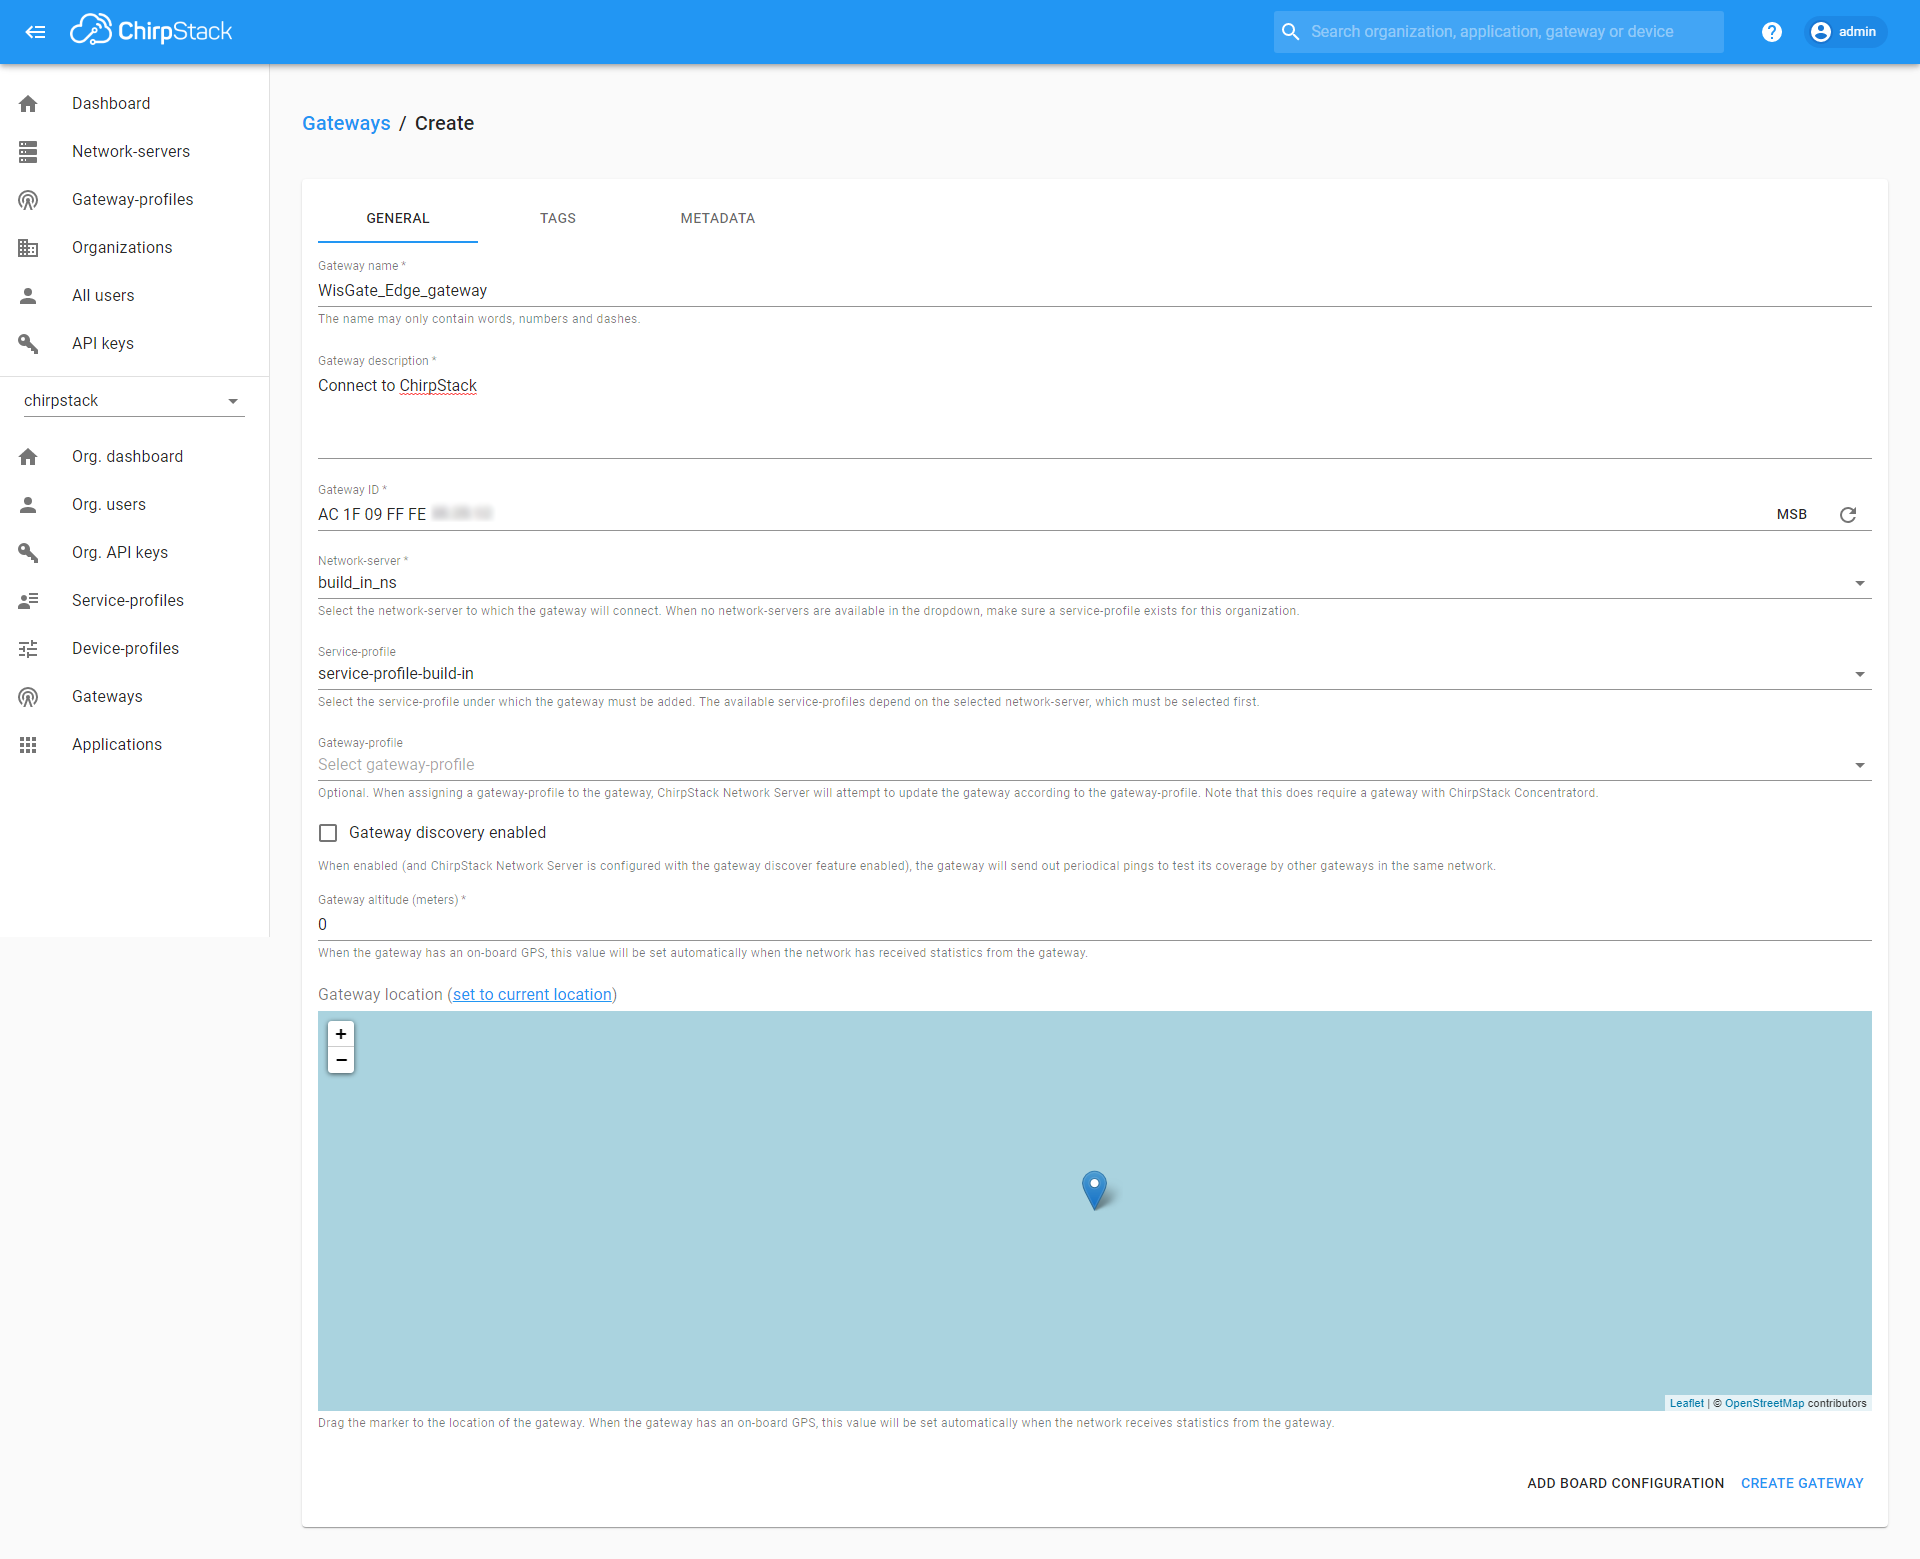 ChirpStack
Search organization, application, gateway or device
? admin
Dashboard
Network-servers
Gateway-profiles
Organizations
All users
API keys
chirpstack
Org. dashboard
Org. users
Org. API keys
Service-profiles
Device-profiles
Gateways
Applications
Gateways / Create
GENERAL TAGS METADATA
Gateway name *
WisGate_Edge_gateway
The name may only contain words, numbers and dashes.
Gateway description *
Connect to ChirpStack
Gateway ID *
AC 1F 09 FF FE MSB
Network-server *
build_in_ns
Select the network-server to which the gateway will connect. When no network-servers are available in the dropdown, make sure a service-profile exists for this organization.
Service-profile
service-profile-build-in
Select the service-profile under which the gateway must be added. The available service-profiles depend on the selected network-server, which must be selected first.
Gateway-profile
Select gateway-profile
Optional. When assigning a gateway-profile to the gateway, ChirpStack Network Server will attempt to update the gateway according to the gateway-profile. Note that this does require a gateway with ChirpStack Concentratord.
Gateway discovery enabled
When enabled (and ChirpStack Network Server is configured with the gateway discover feature enabled), the gateway will send out periodical pings to test its coverage by other gateways in the same network.
Gateway altitude (meters) *
0
When the gateway has an on-board GPS, this value will be set automatically when the network has received statistics from the gateway.
Gateway location (set to current location)
+
−
Leaflet | © OpenStreetMap contributors
Drag the marker to the location of the gateway. When the gateway has an on-board GPS, this value will be set automatically when the network receives statistics from the gateway.
ADD BOARD CONFIGURATION CREATE GATEWAY